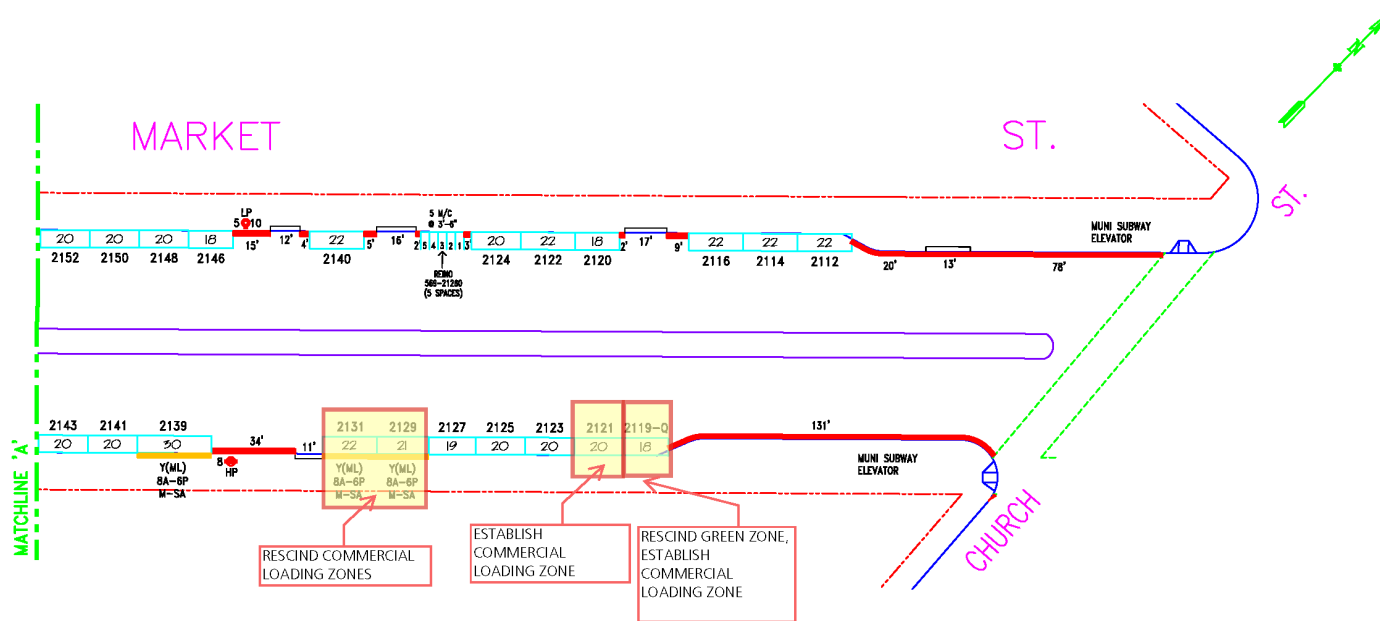 MARKET ST.
ST.
N
LP
5 10
5 M/C
@ 3'-6"
MUNI SUBWAY
ELEVATOR
20 20 20 18 15' 12' 4' 22 5' 16' 2' 5 4 3 2 1 3' 20 22 18 2' 17' 9' 22 22 22
2152 2150 2148 2146 2140 2124 2122 2120 2116 2114 2112
20' 13' 78'
569-21280
(5 SPACES)
2143 2141 2139 2131 2129 2127 2125 2123 2121 2119-Q
20 20 30 34' 11' 22 21 19 20 20 20 18 131'
MUNI SUBWAY
ELEVATOR
8
HP
Y(ML) Y(ML) Y(ML)
8A-6P 8A-6P 8A-6P
M-SA M-SA M-SA
MATCHLINE 'A'
CHURCH
RESCIND COMMERCIAL
LOADING ZONES
ESTABLISH
COMMERCIAL
LOADING ZONE
RESCIND GREEN ZONE,
ESTABLISH
COMMERCIAL
LOADING ZONE